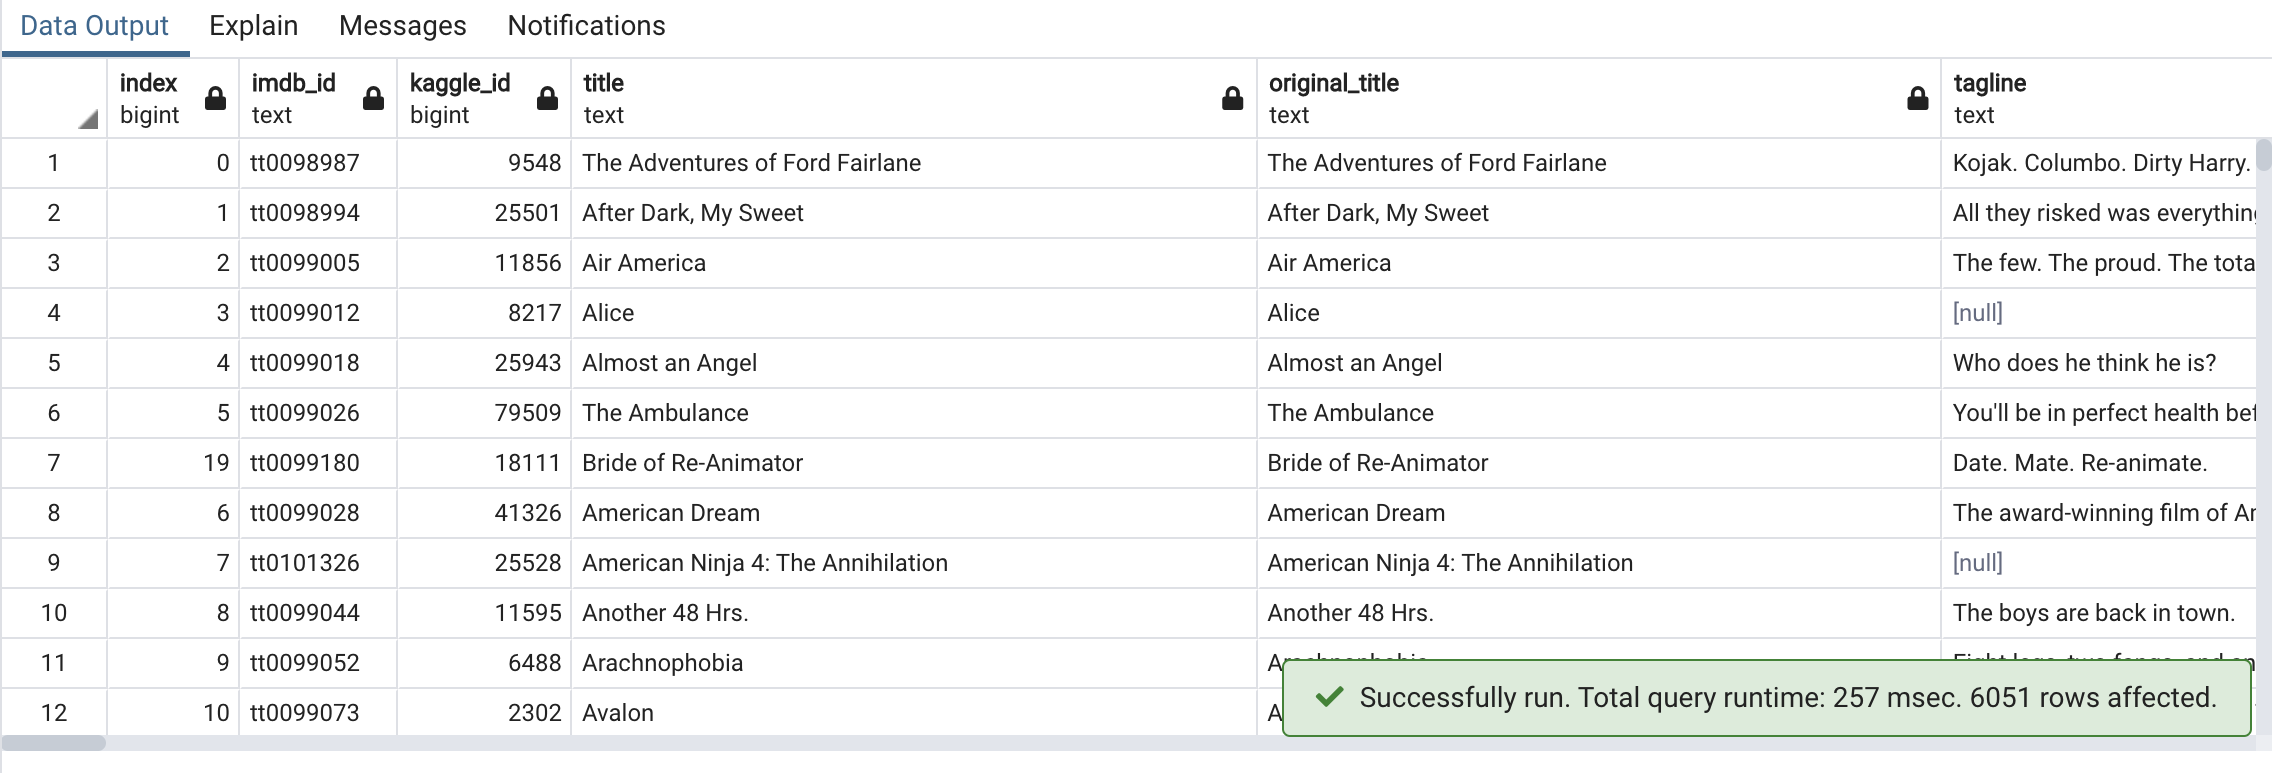 Data Output Explain Messages Notifications
index imdb_id kaggle_id title original_title tagline
bigint text bigint text text text
1 0 tt0098987 9548 The Adventures of Ford Fairlane The Adventures of Ford Fairlane Kojak. Columbo. Dirty Harry.
2 1 tt0098994 25501 After Dark, My Sweet After Dark, My Sweet All they risked was everything
3 2 tt0099005 11856 Air America Air America The few. The proud. The tota
4 3 tt0099012 8217 Alice Alice [null]
5 4 tt0099018 25943 Almost an Angel Almost an Angel Who does he think he is?
6 5 tt0099026 79509 The Ambulance The Ambulance You'll be in perfect health bef
7 19 tt0099180 18111 Bride of Re-Animator Bride of Re-Animator Date. Mate. Re-animate.
8 6 tt0099028 41326 American Dream American Dream The award-winning film of Ar
9 7 tt0101326 25528 American Ninja 4: The Annihilation American Ninja 4: The Annihilation [null]
10 8 tt0099044 11595 Another 48 Hrs. Another 48 Hrs. The boys are back in town.
11 9 tt0099052 6488 Arachnophobia Arachnophobia
12 10 tt0099073 2302 Avalon A
Successfully run. Total query runtime: 257 msec. 6051 rows affected.